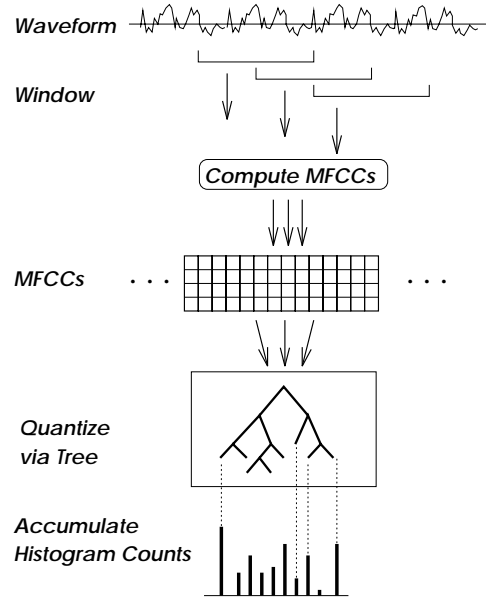 Waveform
Window
Compute MFCCs
MFCCs
. . .
. . .
Quantize
via Tree
Accumulate
Histogram Counts